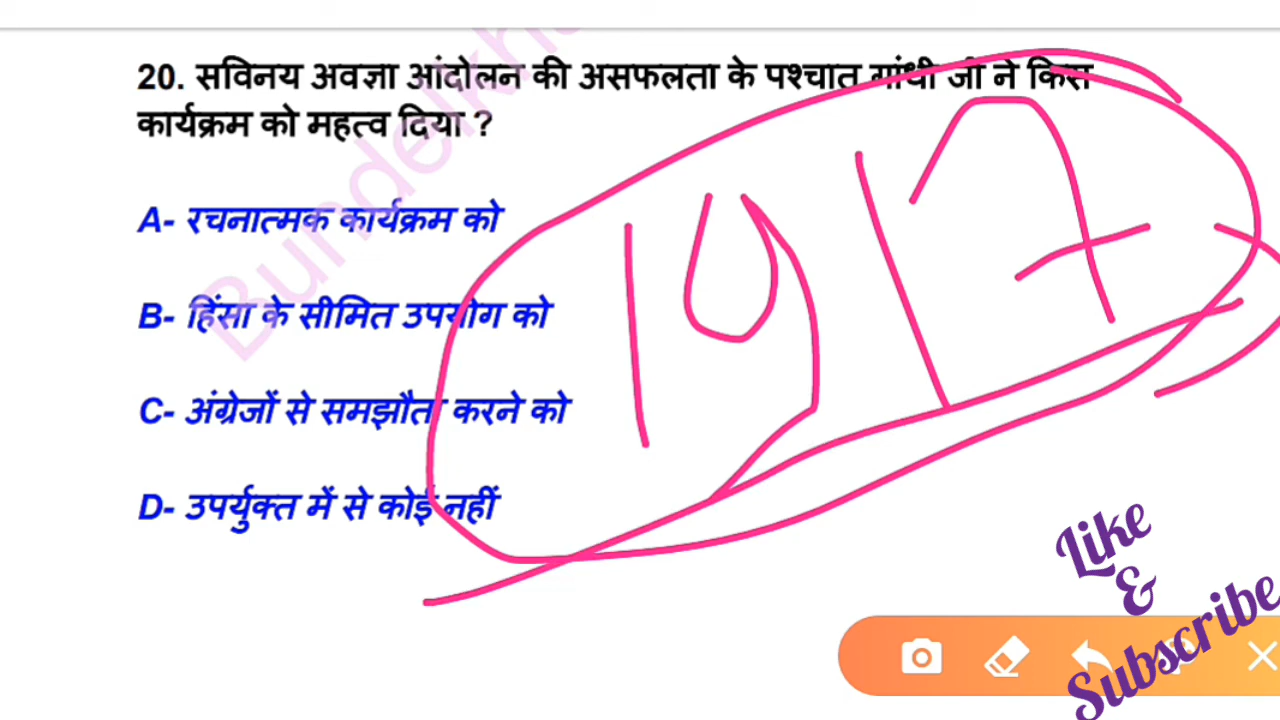 20. सविनय अवज्ञा आंदोलन की असफलता के पश्चात गांधी जी ने किस
कार्यक्रम को महत्व दिया ?
A- रचनात्मक कार्यक्रम को
B- हिंसा के सीमित उपयोग को
C- अंग्रेजों से समझौता करने को
D- उपर्युक्त में से कोई नहीं
1917
Like
&
Subscribe